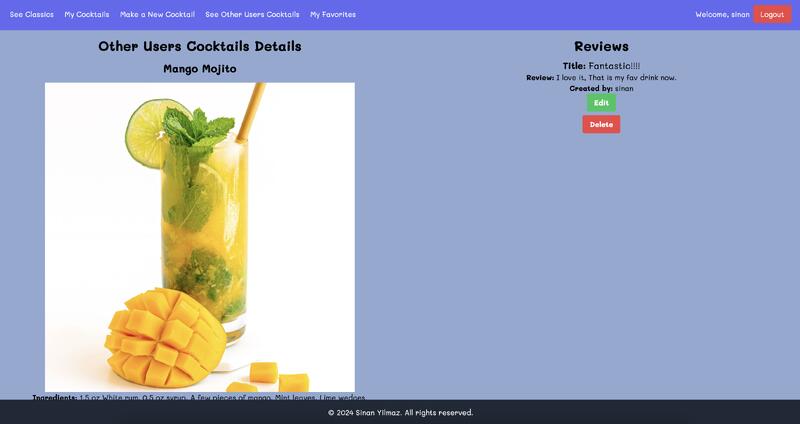 See Classics My Cocktails Make a New Cocktail See Other Users Cocktails My Favorites Welcome, sinan Logout
Other Users Cocktails Details
Mango Mojito
Ingredients: 1.5 oz White rum, 0.5 oz syrup, A few pieces of mango, Mint leaves, Lime wedges
Reviews
Title: Fantastic!!!!
Review: I love it, That is my fav drink now.
Created by: sinan
Edit
Delete
© 2024 Sinan Yilmaz. All rights reserved.